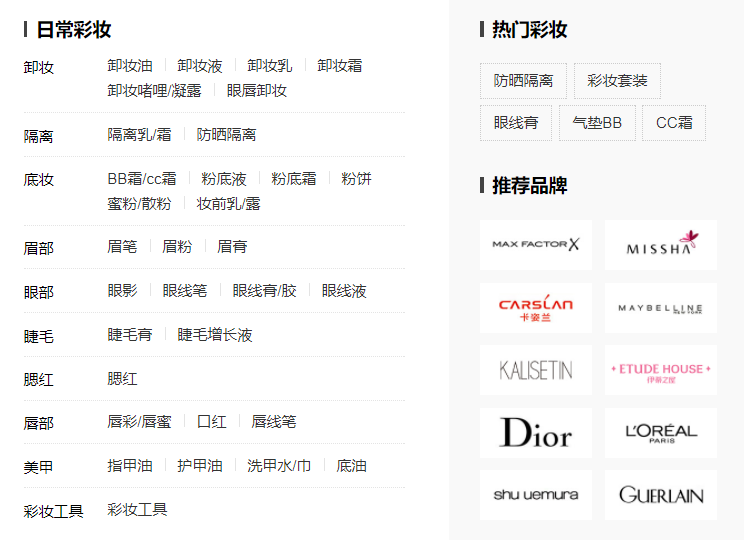 日常彩妆
卸妆 卸妆油 卸妆液 卸妆乳 卸妆霜
卸妆啫喱/凝露 眼唇卸妆
隔离 隔离乳/霜 防晒隔离
底妆 BB霜/cc霜 粉底液 粉底霜 粉饼
蜜粉/散粉 妆前乳/露
眉部 眉笔 眉粉 眉膏
眼部 眼影 眼线笔 眼线膏/胶 眼线液
睫毛 睫毛膏 睫毛增长液
腮红 腮红
唇部 唇彩/唇蜜 口红 唇线笔
美甲 指甲油 护甲油 洗甲水/巾 底油
彩妆工具 彩妆工具
热门彩妆
防晒隔离 彩妆套装
眼线膏 气垫BB CC霜
推荐品牌
MAX FACTOR X MISSHA
CARSLAN
卡姿兰
MAYBELLINE
NEW YORK
KALISETIN ETUDE HOUSE
伊蒂之屋
Dior L'ORÉAL
PARIS
shu uemura GUERLAIN